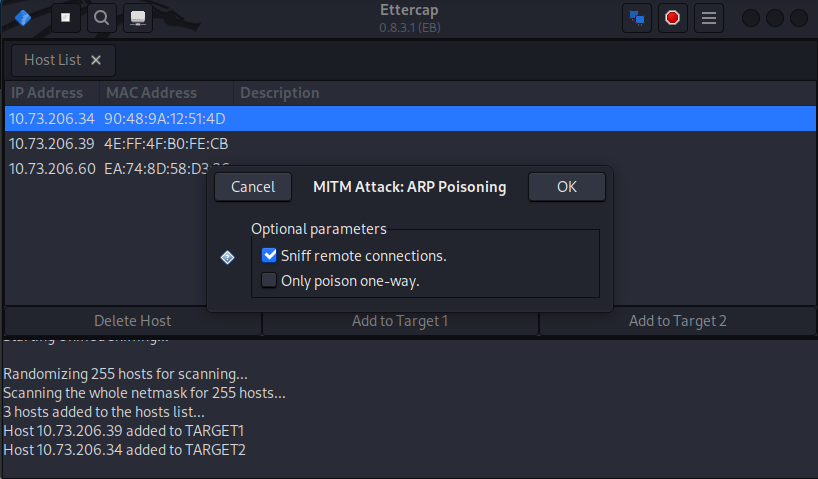 Ettercap
0.8.3.1 (EB)
Host List
IP Address MAC Address Description
10.73.206.34 90:48:9A:12:51:4D
10.73.206.39 4E:FF:4F:B0:FE:CB
10.73.206.60 EA:74:8D:58:D3:
Cancel MITM Attack: ARP Poisoning OK
Optional parameters
Sniff remote connections.
Only poison one-way.
Delete Host Add to Target 1 Add to Target 2
Randomizing 255 hosts for scanning...
Scanning the whole netmask for 255 hosts...
3 hosts added to the hosts list...
Host 10.73.206.39 added to TARGET1
Host 10.73.206.34 added to TARGET2